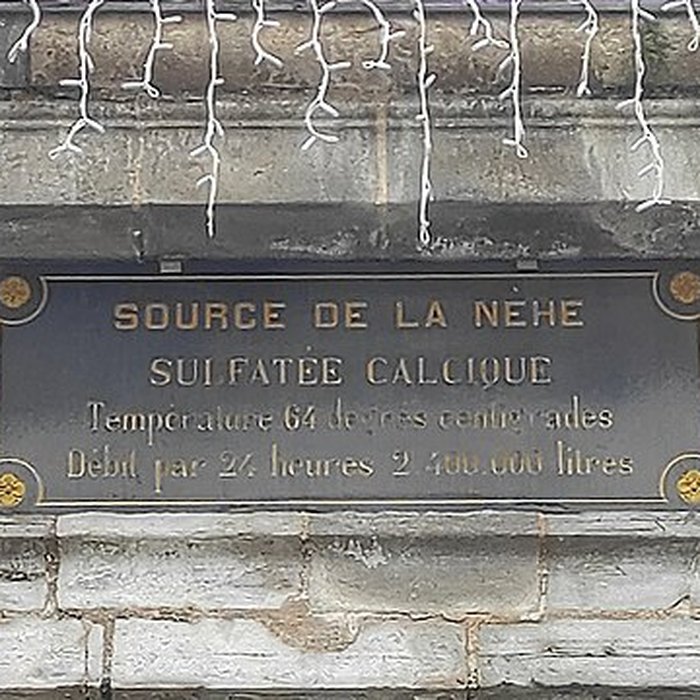 SOURCE DE LA NÈHE
SULFATÉE CALCIQUE
Température 64 degrés centigrades
Débit par 24 heures 2.400.000 litres